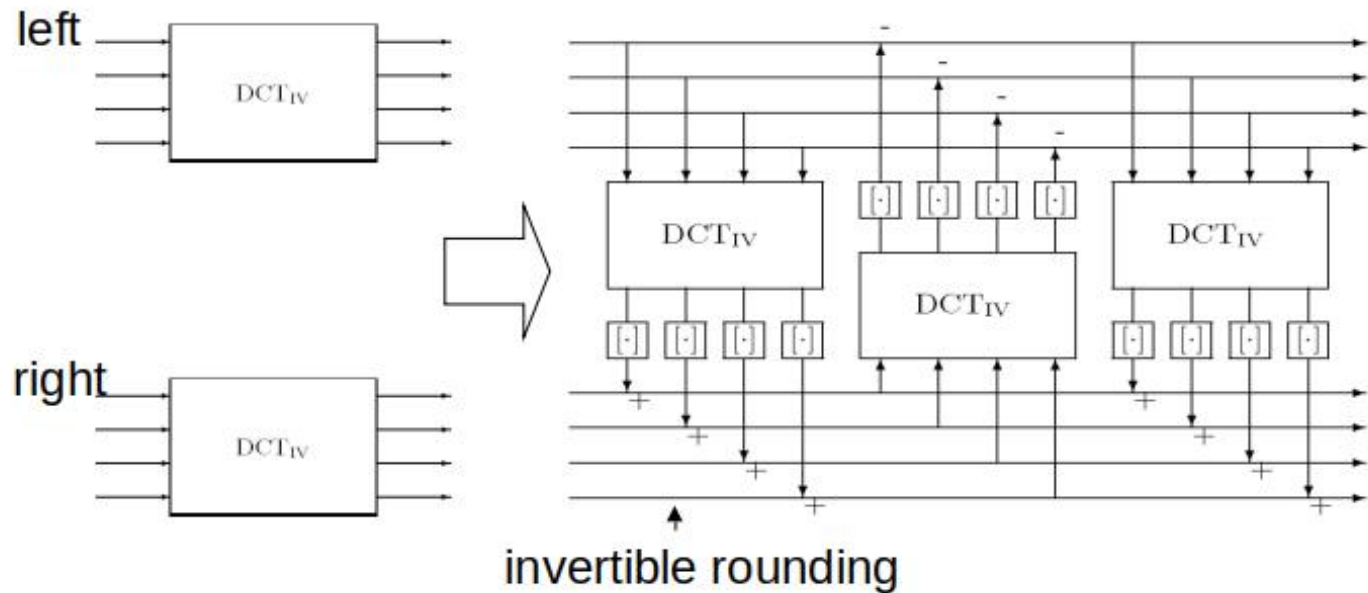 left
DCT_IV
right
DCT_IV
- - - -
DCT_IV DCT_IV DCT_IV
[·] [·] [·] [·]
[·] [·] [·] [·] [·] [·] [·] [·]
+ + + + + + + +
invertible rounding